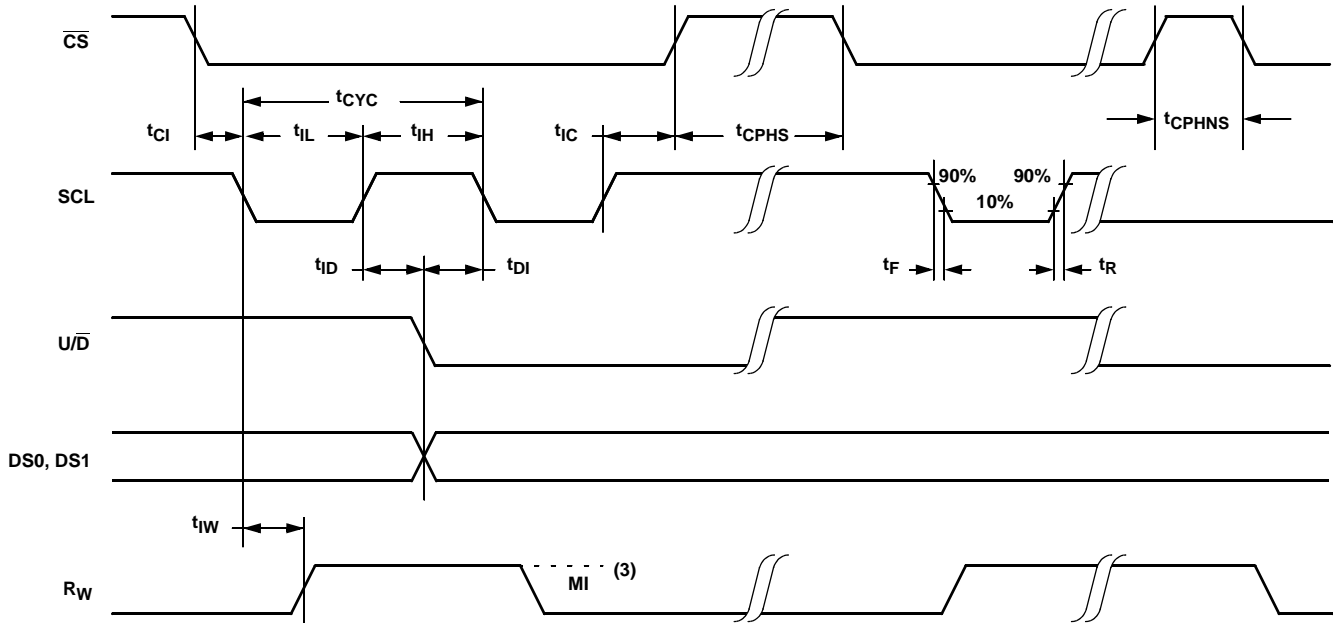 CS
tCYC
tCI tIL tIH tIC tCPHS tCPHNS
SCL
90% 90%
10%
tID tDI tF tR
U/D
DS0, DS1
tIW
MI (3)
RW